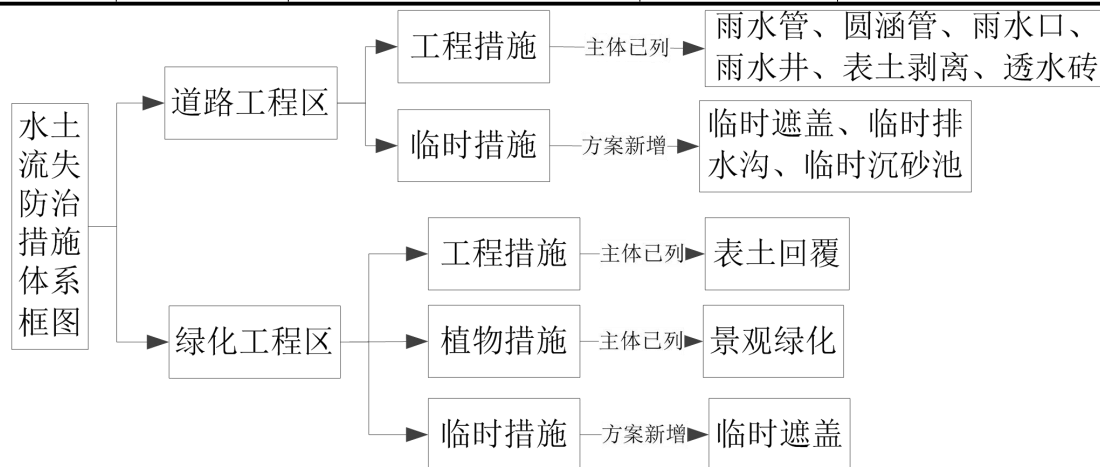 水土
流失
防治
措施
体系
框图
道路工程区
工程措施
主体已列
雨水管、圆涵管、雨水口、
雨水井、表土剥离、透水砖
临时措施
方案新增
临时遮盖、临时排
水沟、临时沉砂池
绿化工程区
工程措施
主体已列
表土回覆
植物措施
主体已列
景观绿化
临时措施
方案新增
临时遮盖